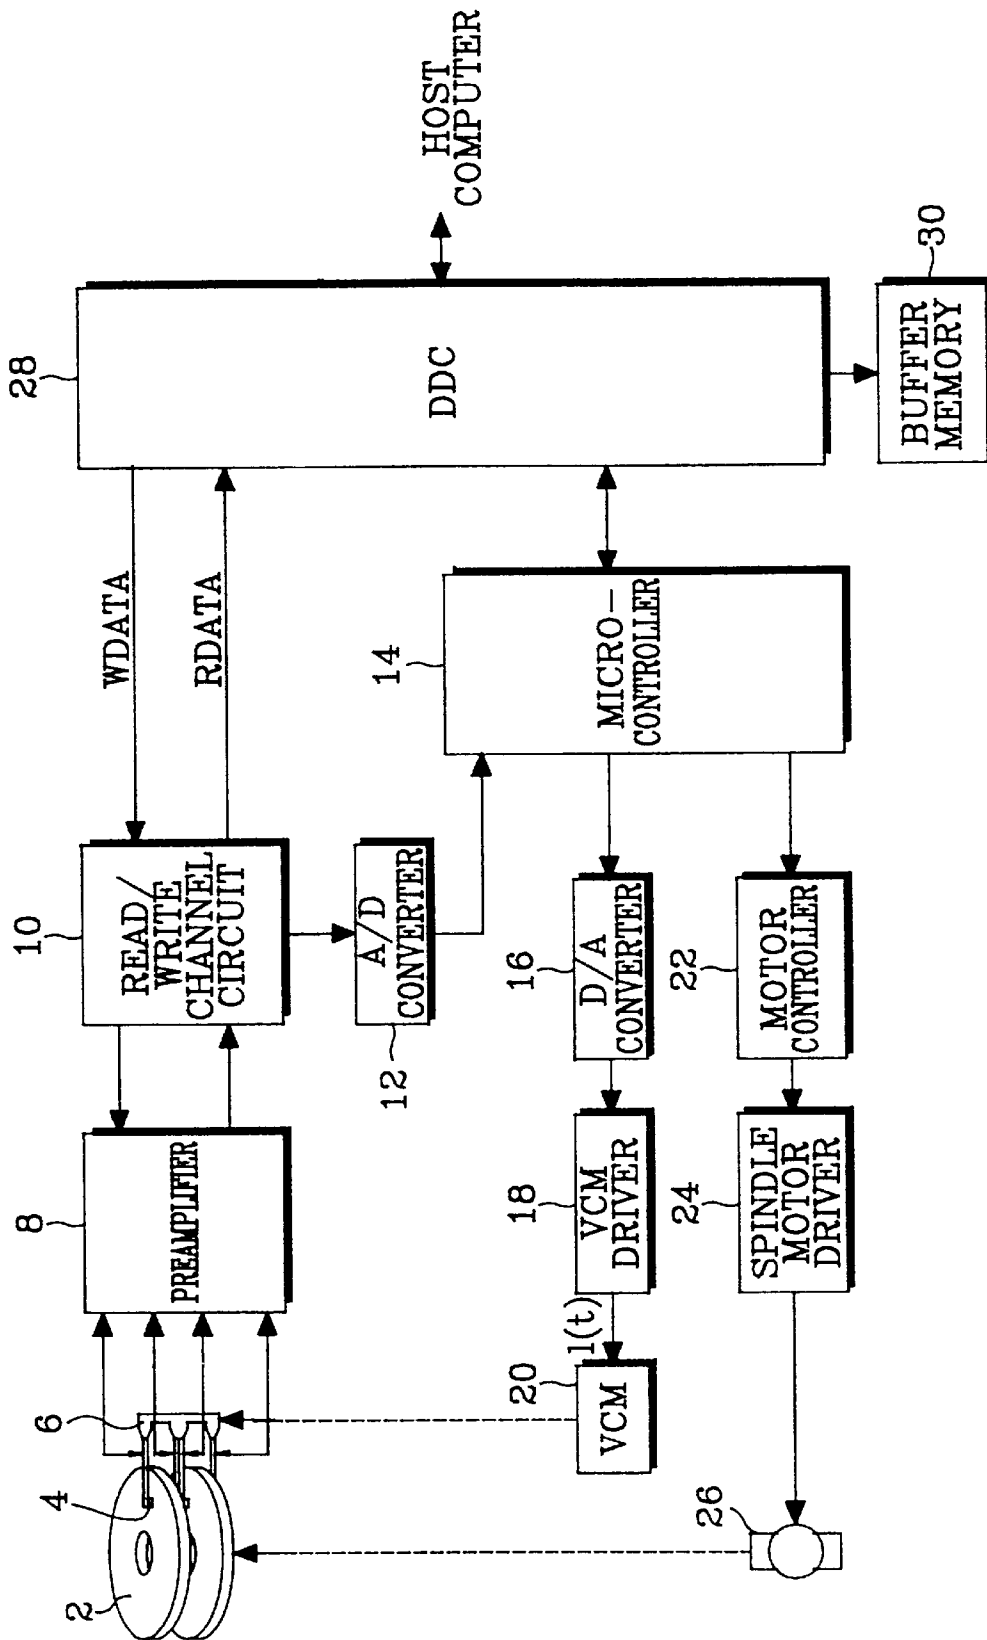 2
4
6
8
PREAMPLIFIER
10
READ/
WRITE
CHANNEL
CIRCUIT
WDATA
RDATA
28
DDC
HOST
COMPUTER
12
A/D
CONVERTER
14
MICRO-
CONTROLLER
16
D/A
CONVERTER
18
VCM
DRIVER
l(t)
20
VCM
22
MOTOR
CONTROLLER
24
SPINDLE
MOTOR
DRIVER
26
30
BUFFER
MEMORY